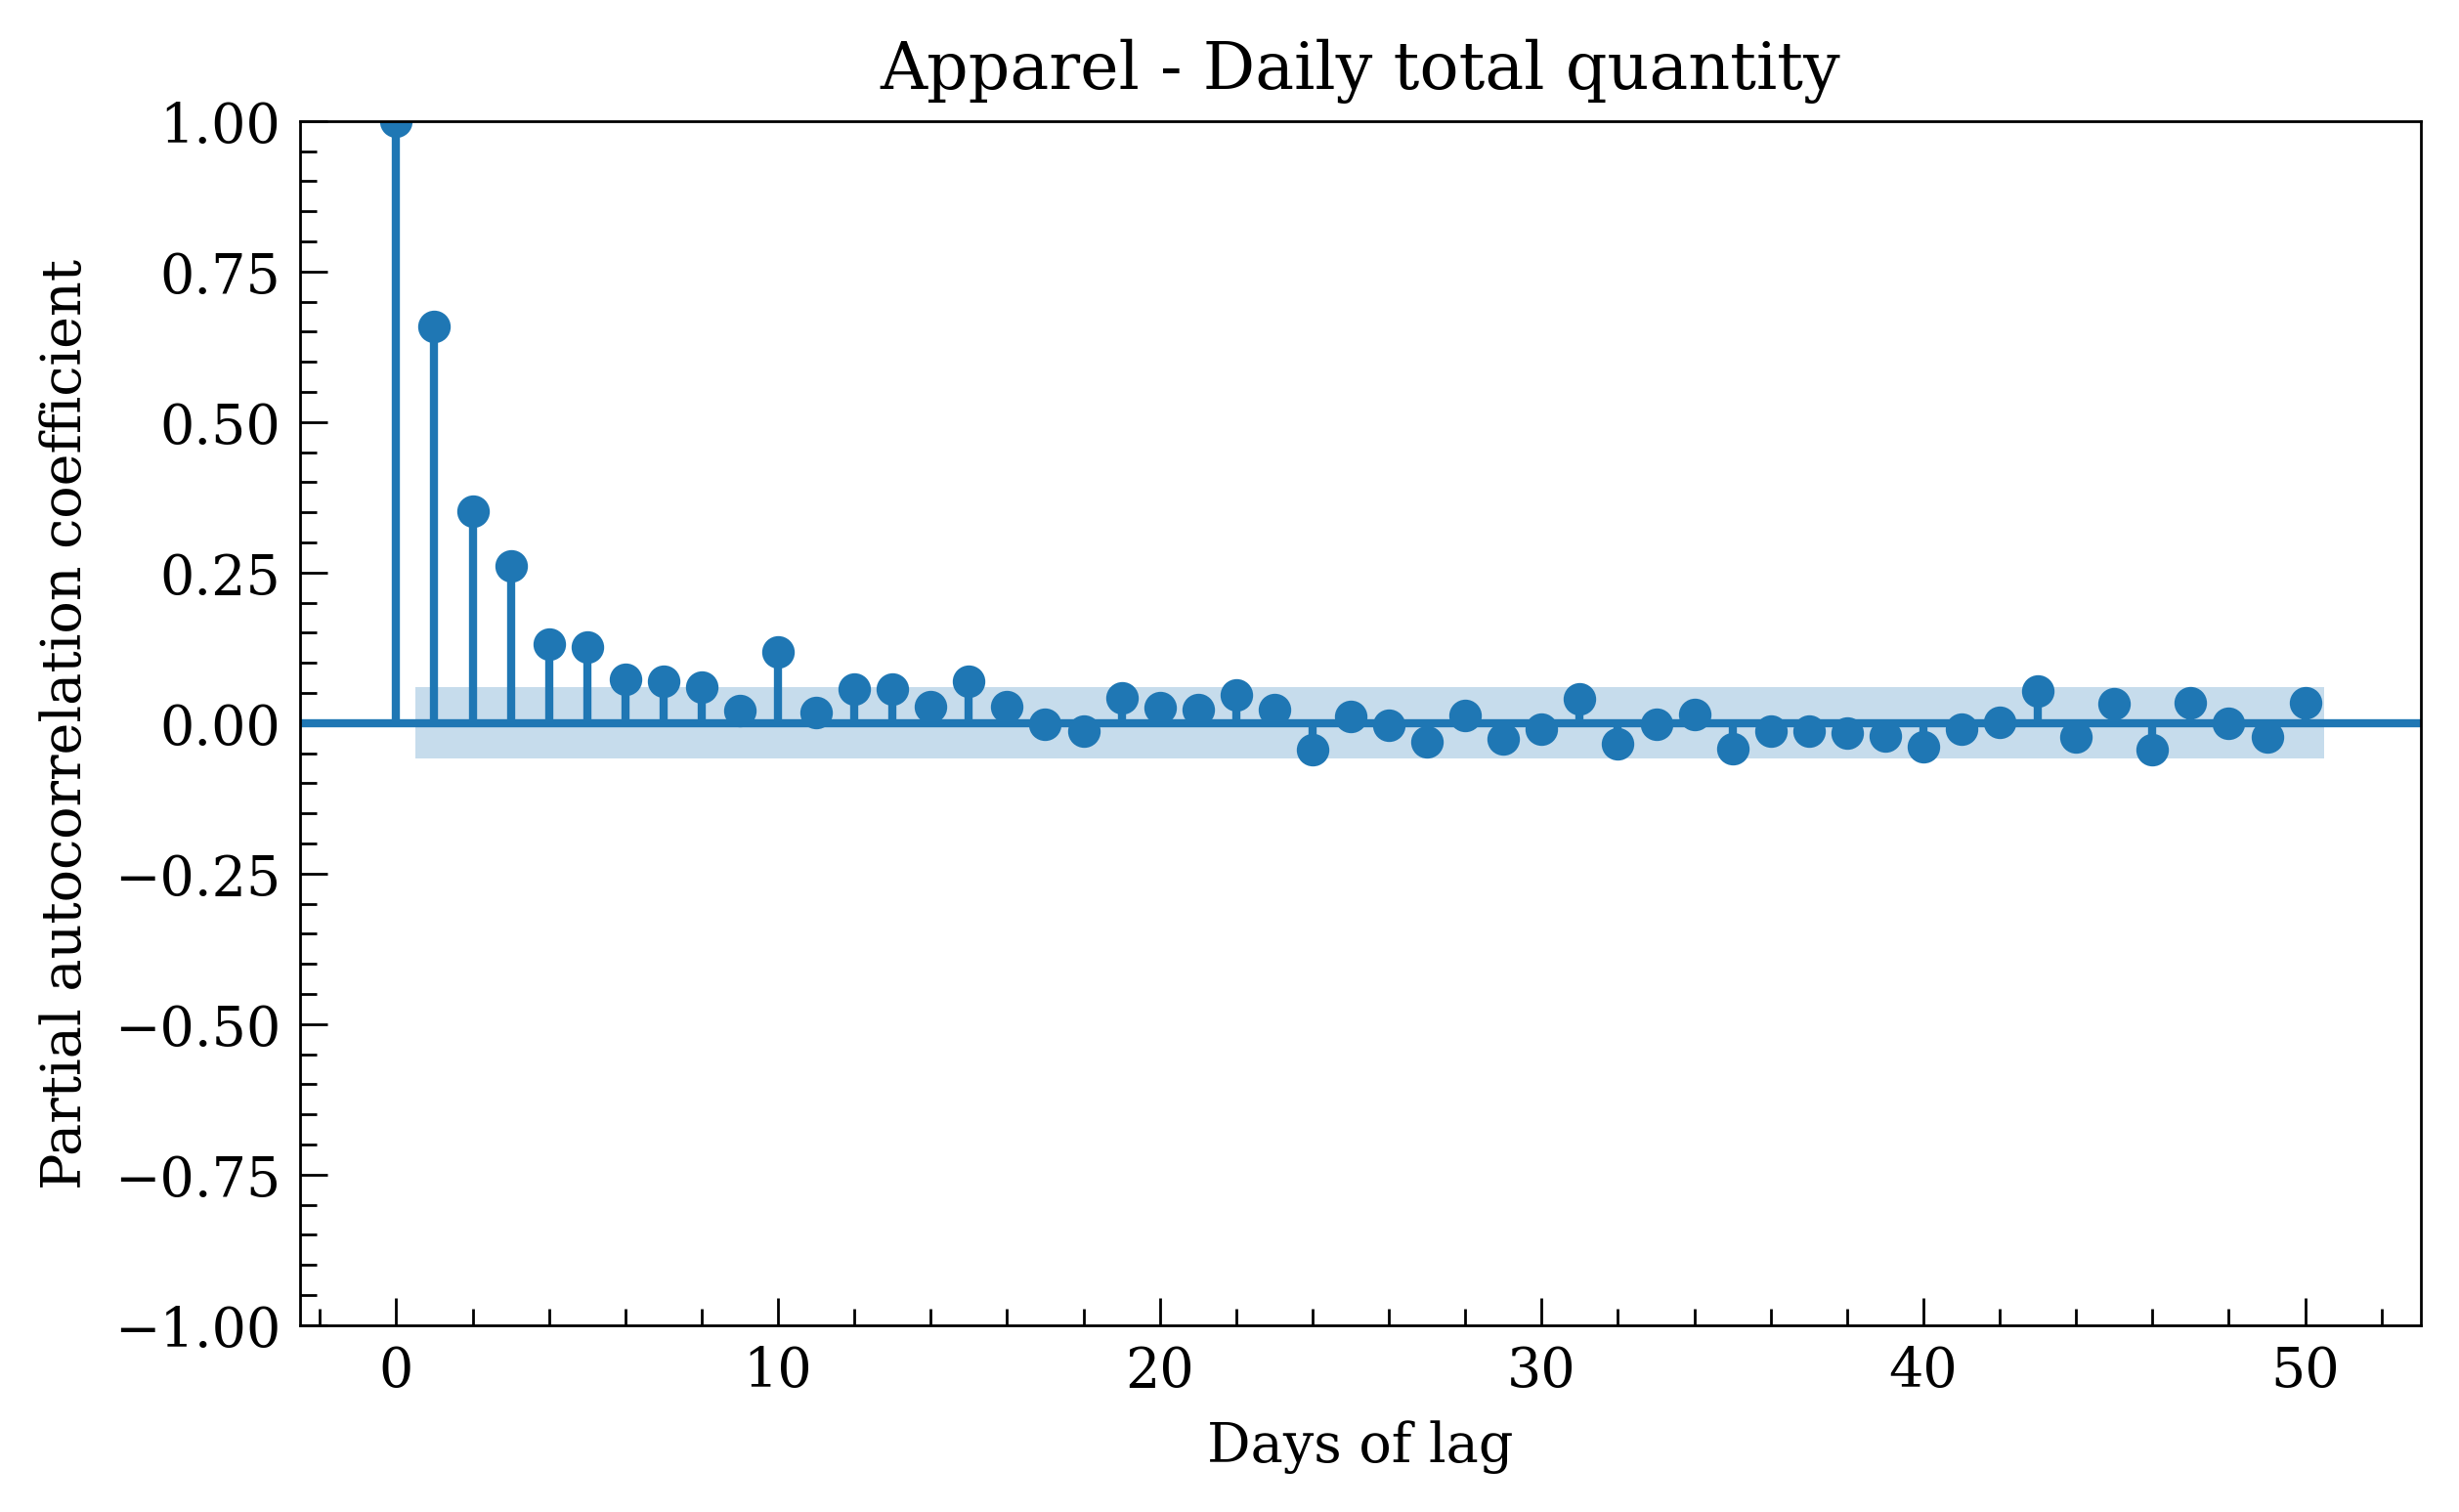 Apparel - Daily total quantity
Partial autocorrelation coefficient
1.00
0.75
0.50
0.25
0.00
−0.25
−0.50
−0.75
−1.00
0 10 20 30 40 50
Days of lag